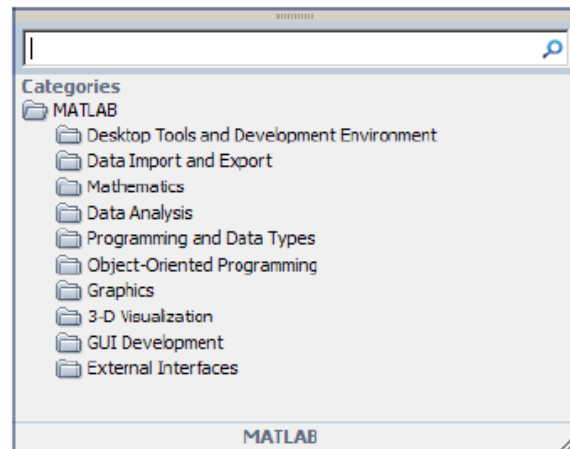 Categories
MATLAB
Desktop Tools and Development Environment
Data Import and Export
Mathematics
Data Analysis
Programming and Data Types
Object-Oriented Programming
Graphics
3-D Visualization
GUI Development
External Interfaces
MATLAB